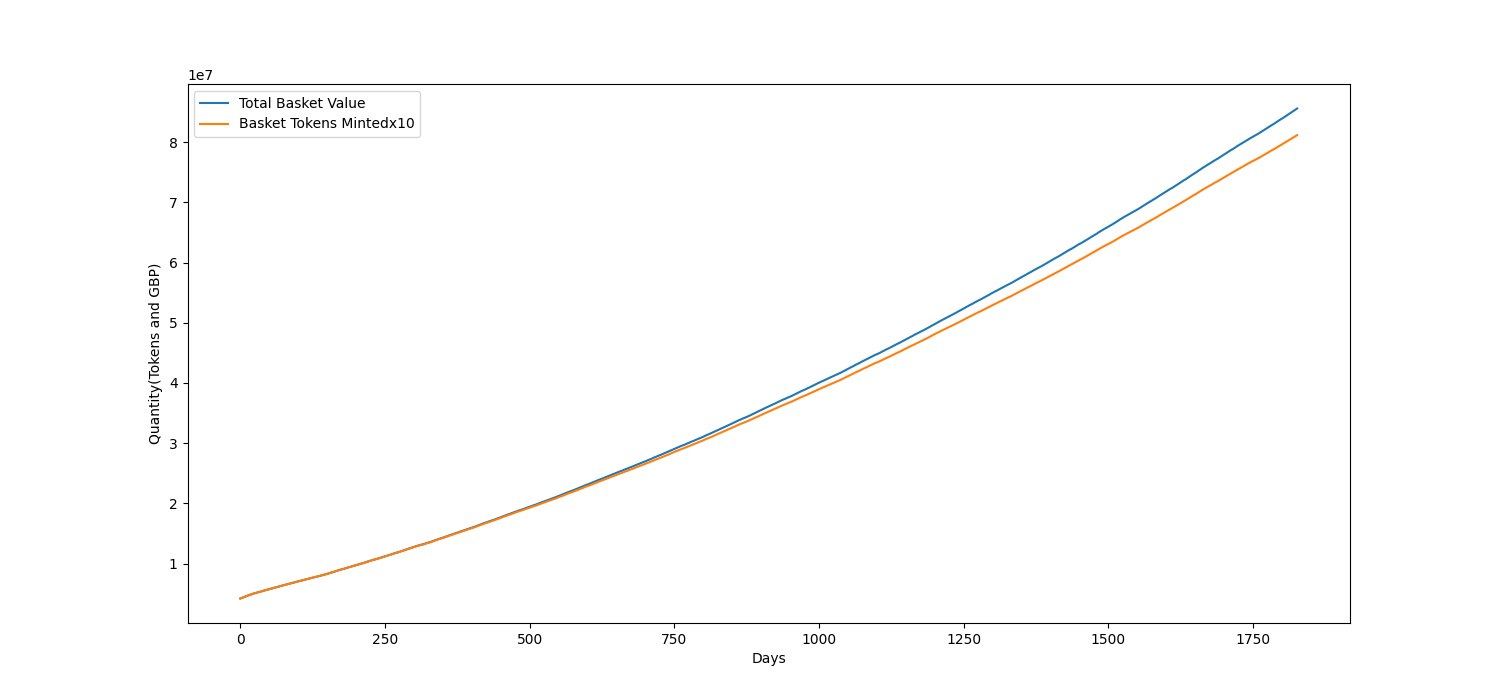 1e7
Total Basket Value
Basket Tokens Mintedx10
8
7
6
5
4
3
2
1
Quantity(Tokens and GBP)
0 250 500 750 1000 1250 1500 1750
Days